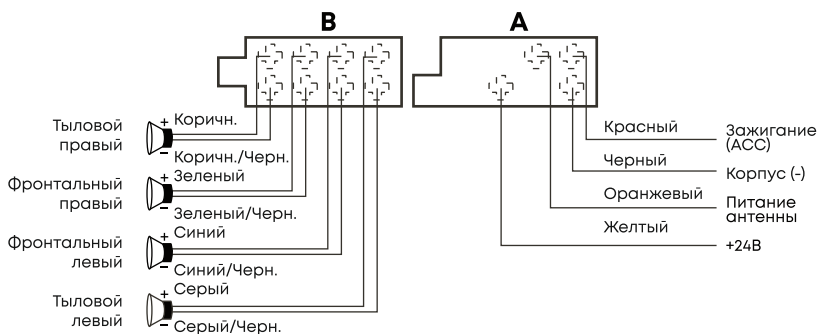 B
A
Тыловой
правый
+ Коричн.
− Коричн./Черн.
Фронтальный
правый
+ Зеленый
− Зеленый/Черн.
Фронтальный
левый
+ Синий
− Синий/Черн.
Тыловой
левый
+ Серый
− Серый/Черн.
Красный
Зажигание
(ACC)
Черный
Корпус (-)
Оранжевый
Питание
антенны
Желтый
+24В